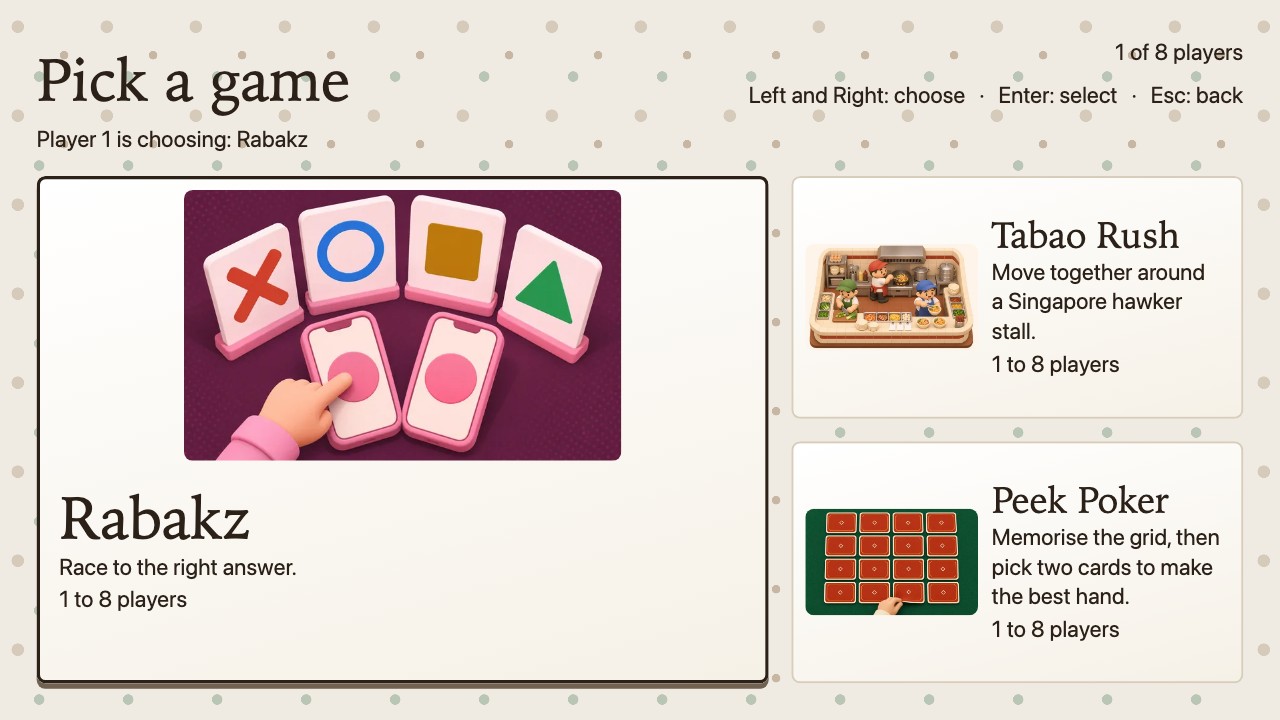 Pick a game
1 of 8 players
Left and Right: choose · Enter: select · Esc: back
Player 1 is choosing: Rabakz
Rabakz
Race to the right answer.
1 to 8 players
Tabao Rush
Move together around
a Singapore hawker
stall.
1 to 8 players
Peek Poker
Memorise the grid, then
pick two cards to make
the best hand.
1 to 8 players